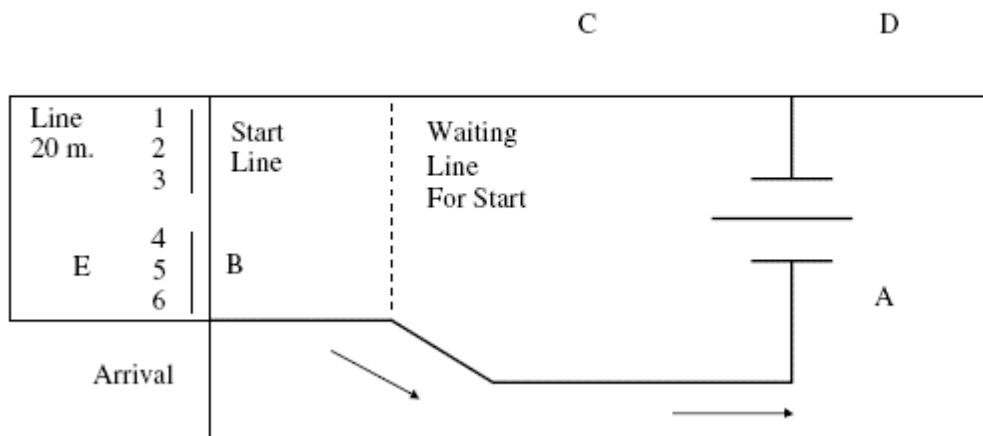 C
D
Line
20 m.
1
2
3
Start
Line
Waiting
Line
For Start
4
5
6
E
B
A
Arrival